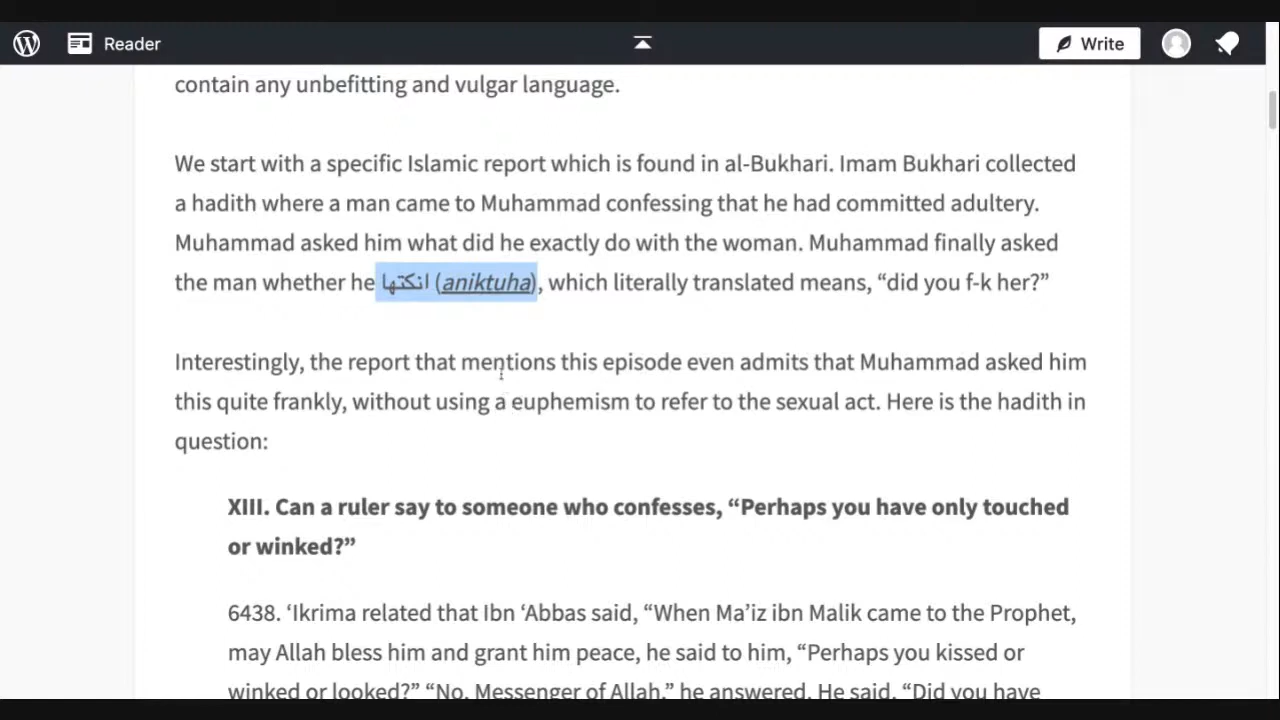 Reader
Write
contain any unbefitting and vulgar language.
We start with a specific Islamic report which is found in al-Bukhari. Imam Bukhari collected
a hadith where a man came to Muhammad confessing that he had committed adultery.
Muhammad asked him what did he exactly do with the woman. Muhammad finally asked
the man whether he انكتها (aniktuha), which literally translated means, “did you f-k her?”
Interestingly, the report that mentions this episode even admits that Muhammad asked him
this quite frankly, without using a euphemism to refer to the sexual act. Here is the hadith in
question:
XIII. Can a ruler say to someone who confesses, “Perhaps you have only touched
or winked?”
6438. ‘Ikrima related that Ibn ‘Abbas said, “When Ma’iz ibn Malik came to the Prophet,
may Allah bless him and grant him peace, he said to him, “Perhaps you kissed or
winked or looked?” “No, Messenger of Allah,” he answered. He said, “Did you have